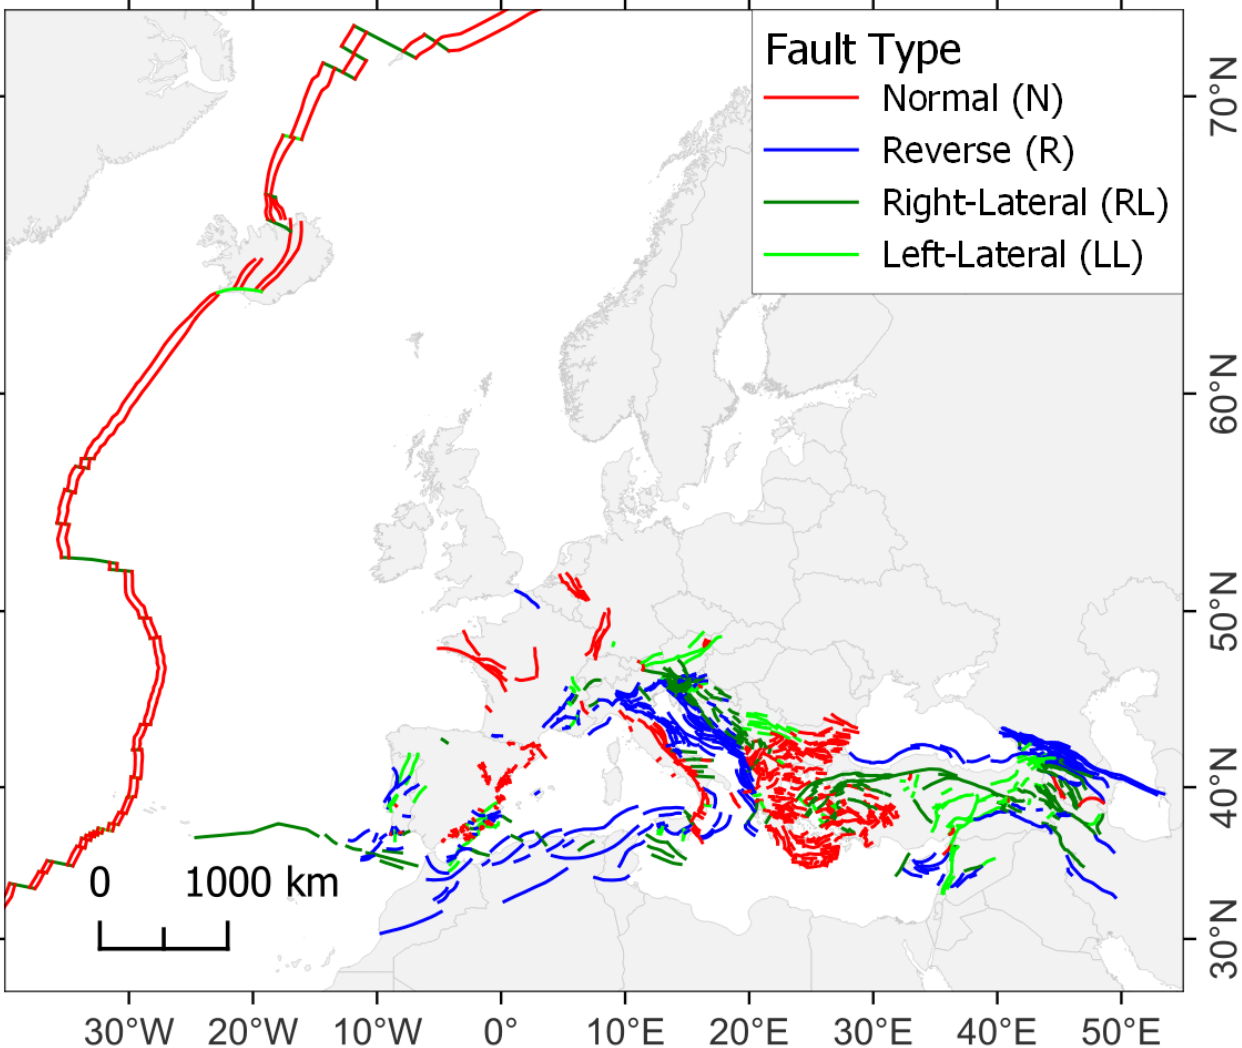 Fault Type
Normal (N)
Reverse (R)
Right-Lateral (RL)
Left-Lateral (LL)
70°N
60°N
50°N
40°N
30°N
0 1000 km
30°W 20°W 10°W 0° 10°E 20°E 30°E 40°E 50°E